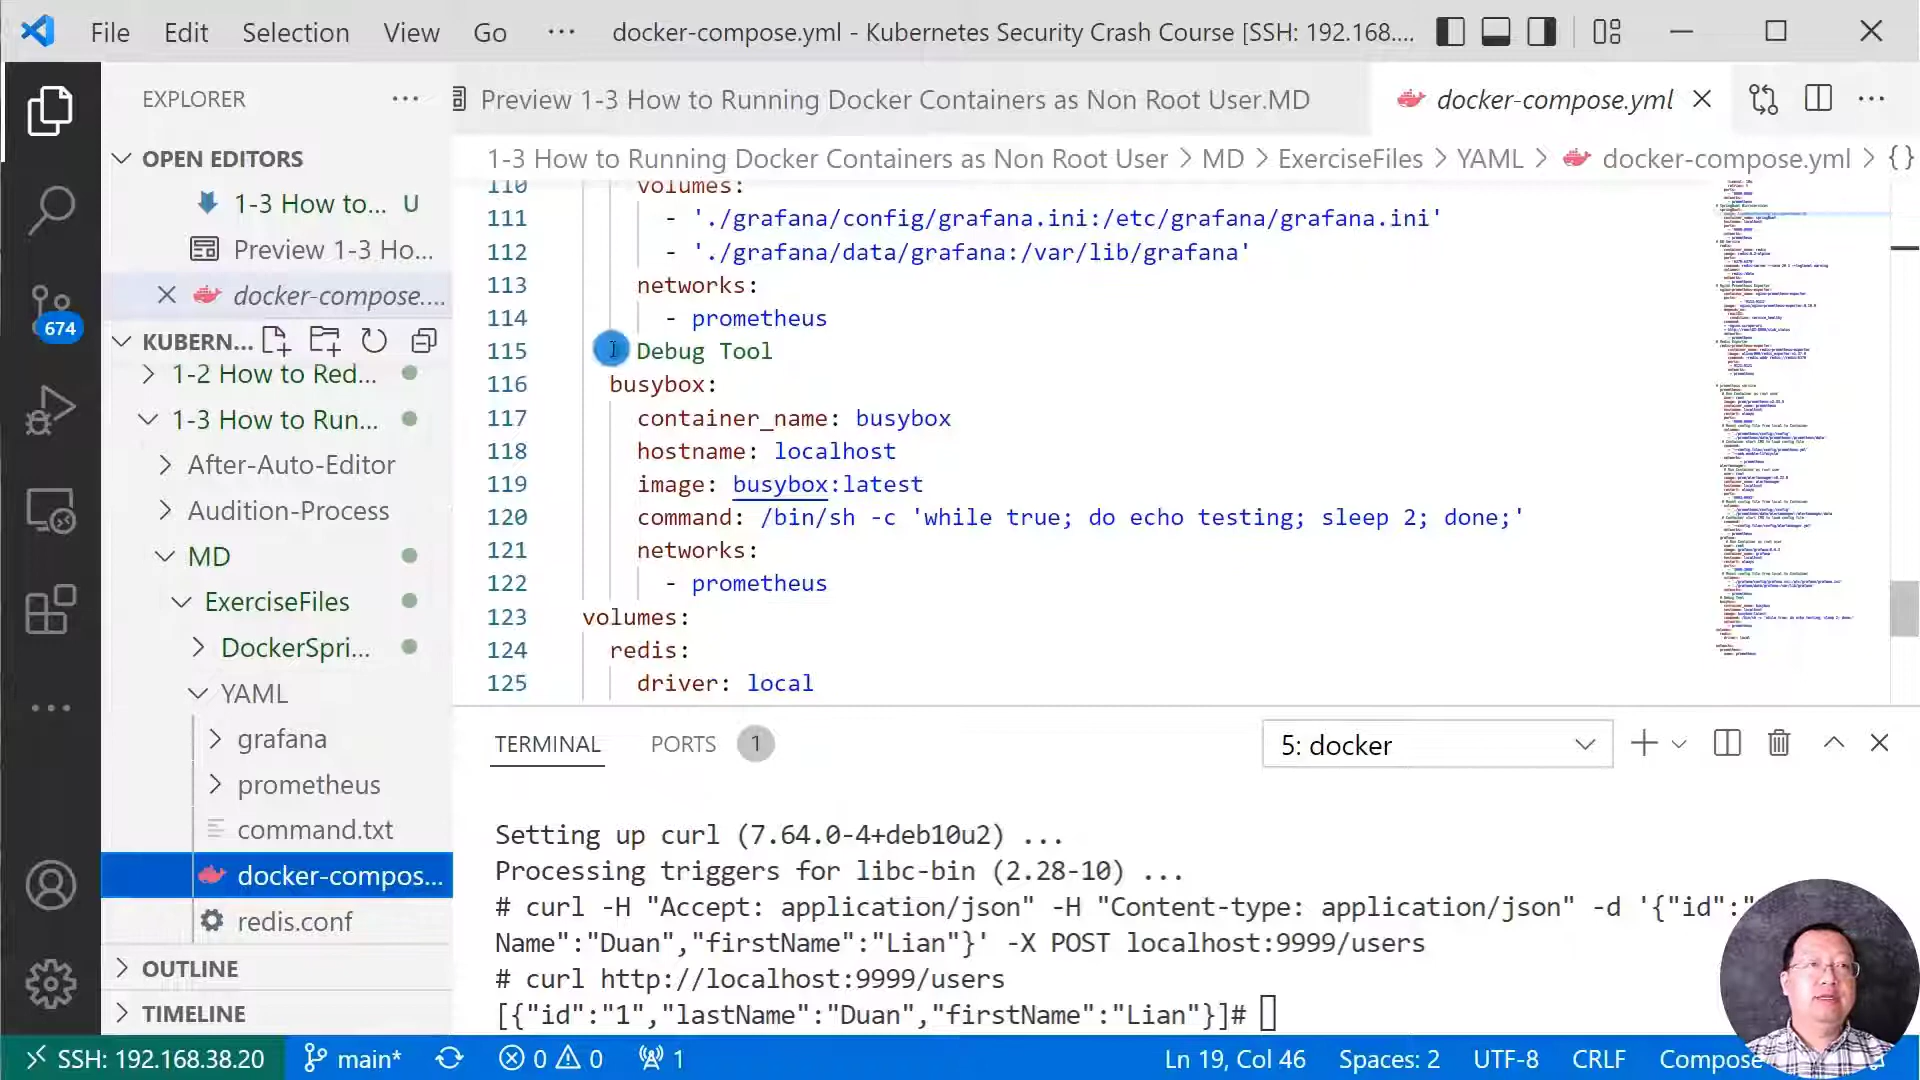 File Edit Selection View Go ... docker-compose.yml - Kubernetes Security Crash Course [SSH: 192.168....
EXPLORER ...
Preview 1-3 How to Running Docker Containers as Non Root User.MD
docker-compose.yml
OPEN EDITORS
1-3 How to... U
Preview 1-3 Ho...
docker-compose....
674
KUBERN...
1-2 How to Red...
1-3 How to Run...
After-Auto-Editor
Audition-Process
MD
ExerciseFiles
DockerSpri...
YAML
grafana
prometheus
command.txt
docker-compos...
redis.conf
OUTLINE
TIMELINE
1-3 How to Running Docker Containers as Non Root User > MD > ExerciseFiles > YAML > docker-compose.yml > {}
110 volumes:
111 - './grafana/config/grafana.ini:/etc/grafana/grafana.ini'
112 - './grafana/data/grafana:/var/lib/grafana'
113 networks:
114 - prometheus
115 Debug Tool
116 busybox:
117 container_name: busybox
118 hostname: localhost
119 image: busybox:latest
120 command: /bin/sh -c 'while true; do echo testing; sleep 2; done;'
121 networks:
122 - prometheus
123 volumes:
124 redis:
125 driver: local
TERMINAL PORTS 1 5: docker
Setting up curl (7.64.0-4+deb10u2) ...
Processing triggers for libc-bin (2.28-10) ...
# curl -H "Accept: application/json" -H "Content-type: application/json" -d '{"id":"
Name":"Duan","firstName":"Lian"}' -X POST localhost:9999/users
# curl http://localhost:9999/users
[{"id":"1","lastName":"Duan","firstName":"Lian"}]#
SSH: 192.168.38.20 main* 0 0 1 Ln 19, Col 46 Spaces: 2 UTF-8 CRLF Compose